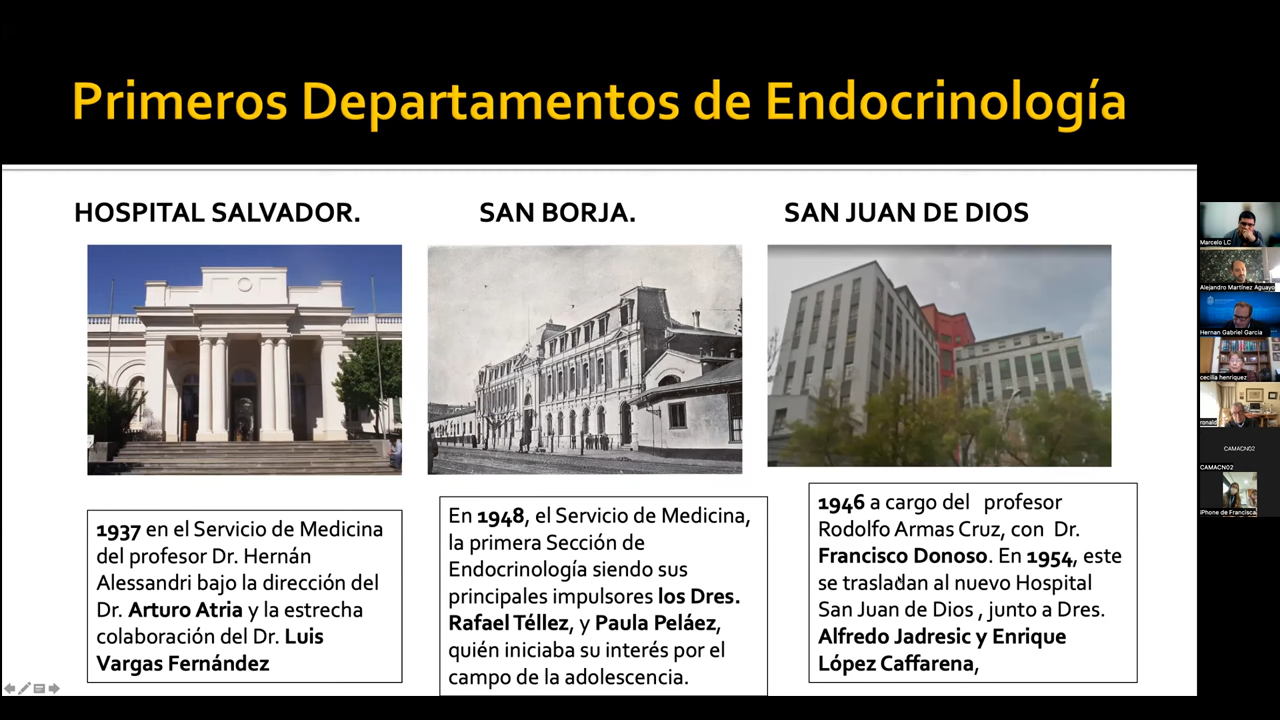 Primeros Departamentos de Endocrinología
HOSPITAL SALVADOR.
SAN BORJA.
SAN JUAN DE DIOS
1937 en el Servicio de Medicina
del profesor Dr. Hernán
Alessandri bajo la dirección del
Dr. Arturo Atria y la estrecha
colaboración del Dr. Luis
Vargas Fernández
En 1948, el Servicio de Medicina,
la primera Sección de
Endocrinología siendo sus
principales impulsores los Dres.
Rafael Téllez, y Paula Peláez,
quién iniciaba su interés por el
campo de la adolescencia.
1946 a cargo del profesor
Rodolfo Armas Cruz, con Dr.
Francisco Donoso. En 1954, este
se trasladan al nuevo Hospital
San Juan de Dios , junto a Dres.
Alfredo Jadresic y Enrique
López Caffarena,
Marcelo LC
Alejandro Martínez Aguayo
Hernan Gabriel Garcia
cecilia henriquez
ronald
CAMACN02
CAMACN02
iPhone de Francisca